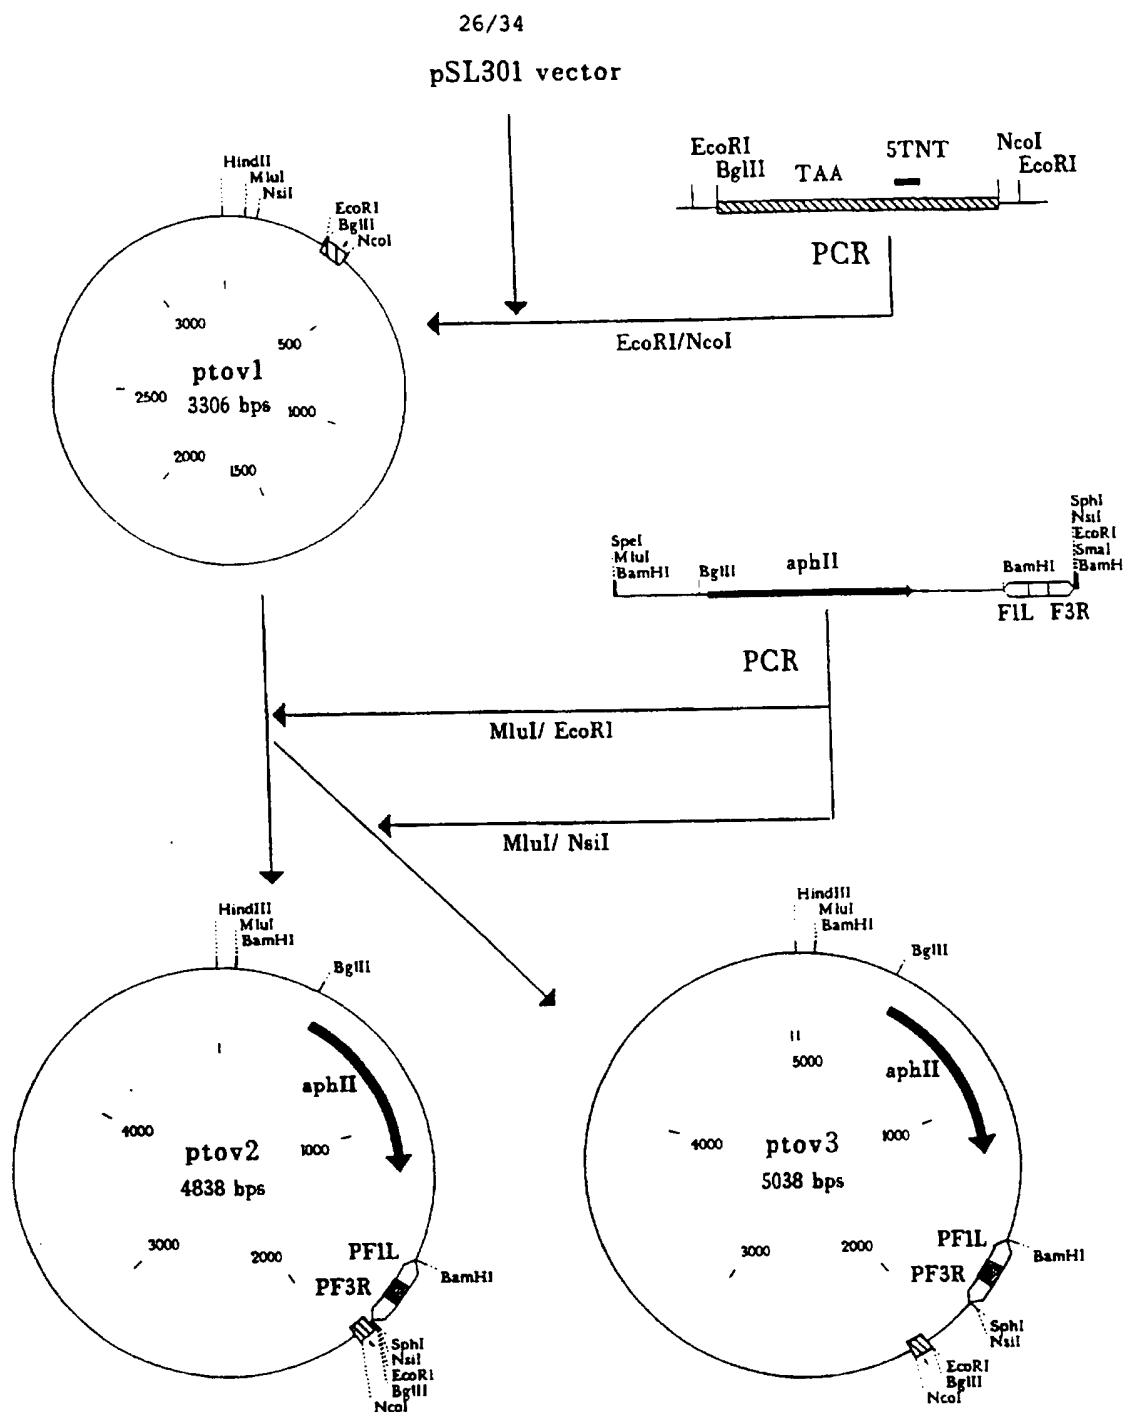 26/34
pSL301 vector
EcoRI
BglII
TAA
5TNT
NcoI
EcoRI
PCR
EcoRI/NcoI
HindII
MluI
NsiI
EcoRI
BglII
NcoI
3000
500
ptov1
3306 bps
2500
1000
2000
1500
SpeI
MluI
BamHI
BglII
aphII
BamHI
SphI
NsiI
EcoRI
SmaI
BamH
F1L
F3R
PCR
MluI/ EcoRI
MluI/ NsiI
HindIII
MluI
BamHI
BglII
aphII
4000
1000
ptov2
4838 bps
3000
2000
PF1L
PF3R
BamHI
SphI
NsiI
EcoRI
BglII
NcoI
HindIII
MluI
BamHI
BglII
5000
aphII
4000
1000
ptov3
5038 bps
3000
2000
PF1L
PF3R
BamHI
SphI
NsiI
EcoRI
BglII
NcoI